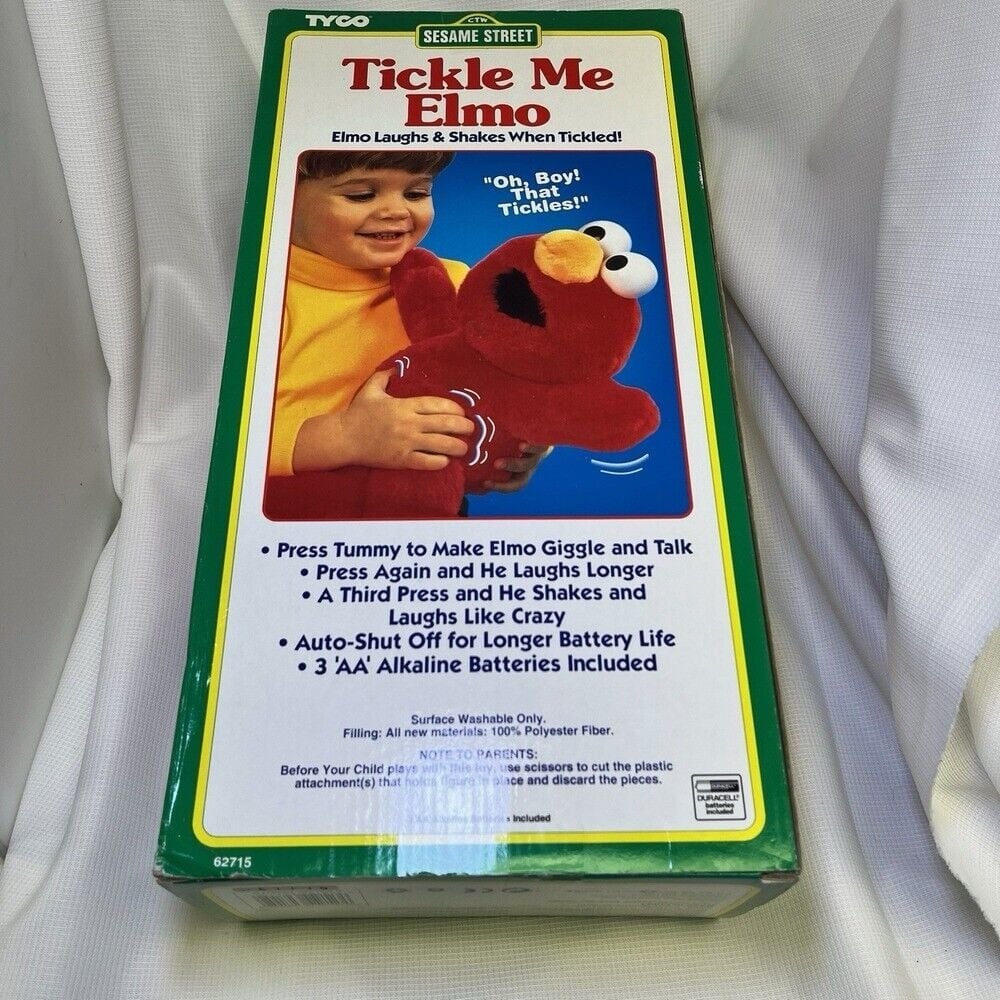 TYCO
CTW
SESAME STREET
Tickle Me
Elmo
Elmo Laughs & Shakes When Tickled!
"Oh, Boy!
That
Tickles!"
• Press Tummy to Make Elmo Giggle and Talk
• Press Again and He Laughs Longer
• A Third Press and He Shakes and
Laughs Like Crazy
• Auto-Shut Off for Longer Battery Life
• 3 'AA' Alkaline Batteries Included
Surface Washable Only.
Filling: All new materials: 100% Polyester Fiber.
NOTE TO PARENTS:
Before Your Child plays with this toy, use scissors to cut the plastic
attachment(s) that holds figure in place and discard the pieces.
Included
DURACELL
DURACELL
batteries
included
62715